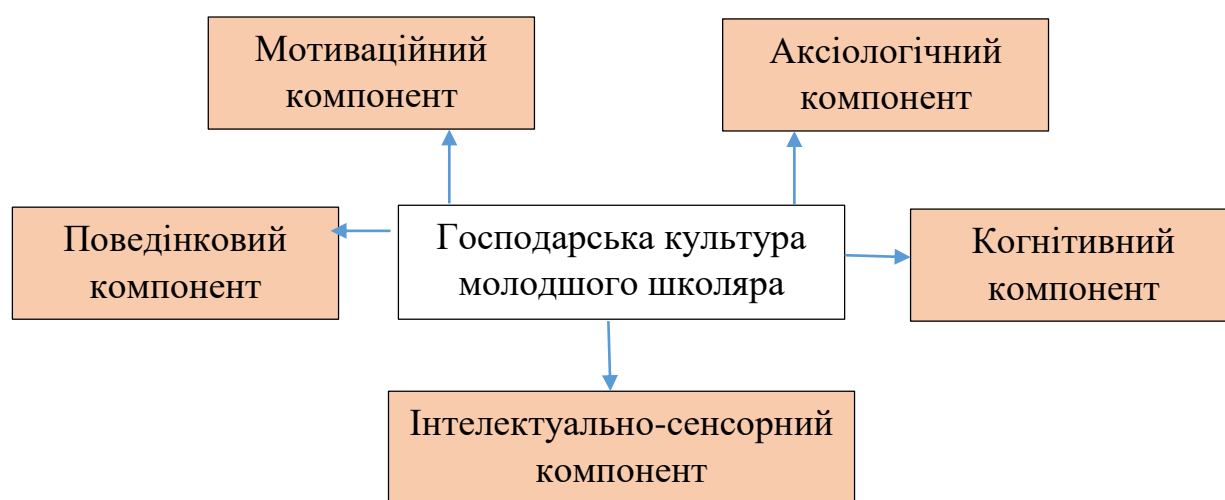 Мотиваційний
компонент
Аксіологічний
компонент
Поведінковий
компонент
Господарська культура
молодшого школяра
Когнітивний
компонент
Інтелектуально-сенсорний
компонент